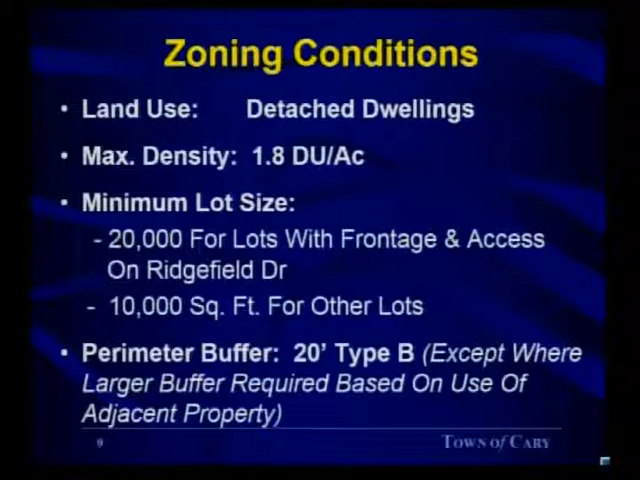 Zoning Conditions
• Land Use: Detached Dwellings
• Max. Density: 1.8 DU/Ac
• Minimum Lot Size:
- 20,000 For Lots With Frontage & Access
On Ridgefield Dr
- 10,000 Sq. Ft. For Other Lots
• Perimeter Buffer: 20' Type B (Except Where
Larger Buffer Required Based On Use Of
Adjacent Property)
9 TOWN of CARY